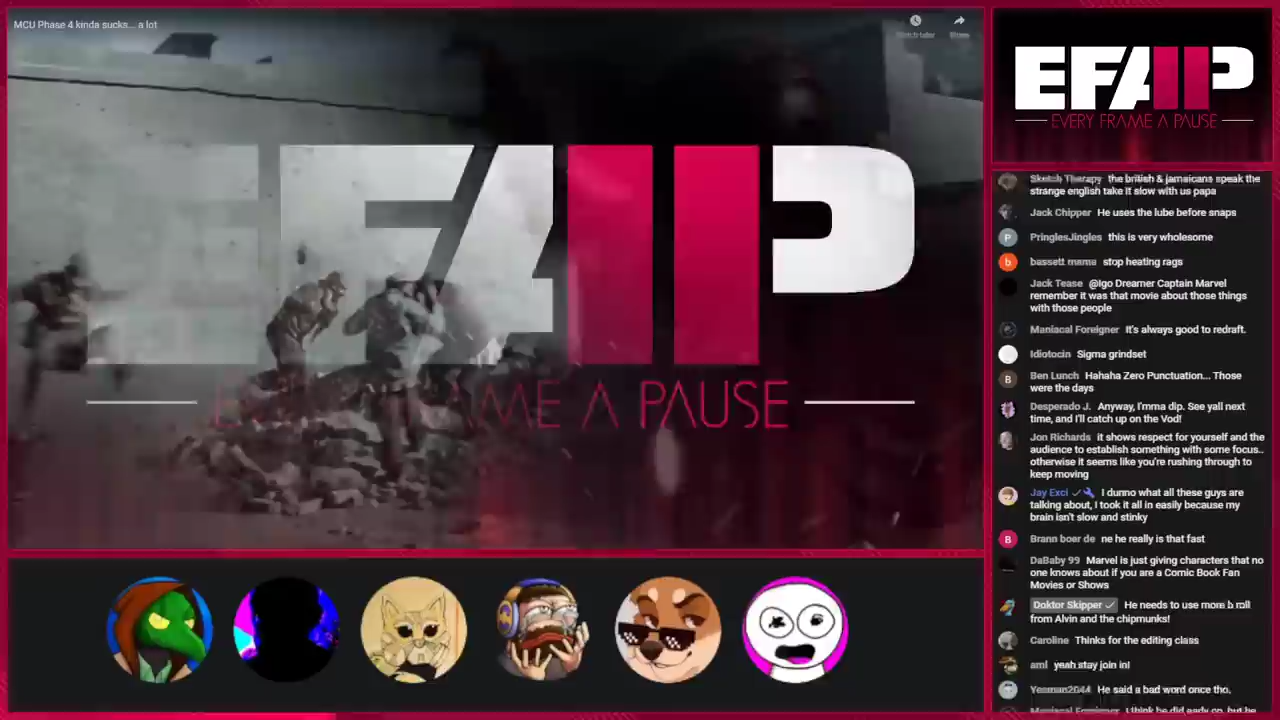 MCU Phase 4 kinda sucks... a lot
Watch later
Share
EFAP
EVERY FRAME A PAUSE
EFAP
EVERY FRAME A PAUSE
Sketch Therapy the british & jamaicans speak the
strange english take it slow with us papa
Jack Chipper He uses the lube before snaps
P
PringlesJingles this is very wholesome
b
bassett mama stop heating rags
Jack Tease @Igo Dreamer Captain Marvel
remember it was that movie about those things
with those people
Maniacal Foreigner It's always good to redraft.
Idiotocin Sigma grindset
B
Ben Lunch Hahaha Zero Punctuation... Those
were the days
Desperado J. Anyway, I'mma dip. See yall next
time, and I'll catch up on the Vod!
Jon Richards it shows respect for yourself and the
audience to establish something with some focus..
otherwise it seems like you're rushing through to
keep moving
Jay Exci I dunno what all these guys are
talking about, I took it all in easily because my
brain isn't slow and stinky
B
Brann boer de ne he really is that fast
DaBaby 99 Marvel is just giving characters that no
one knows about if you are a Comic Book Fan
Movies or Shows
Doktor Skipper He needs to use more b roll
from Alvin and the chipmunks!
Caroline Thinks for the editing class
aml yeah stay join in!
Yeaman2044 He said a bad word once tho.
Maniacal Foreigner I think he did early on, but he